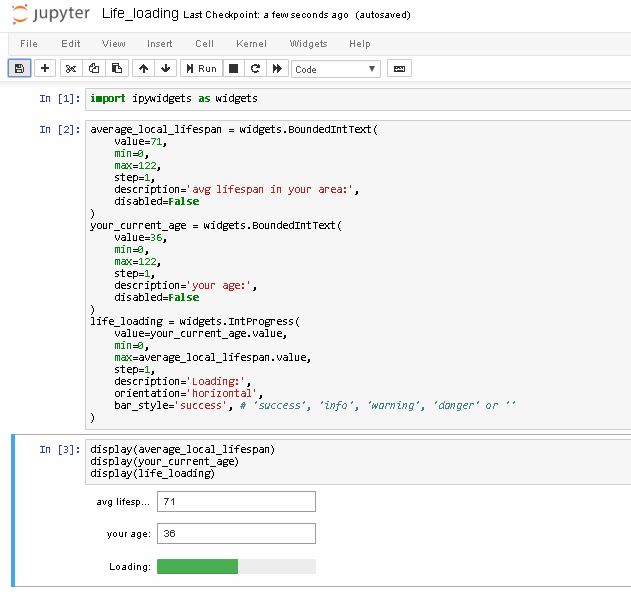 jupyter Life_loading Last Checkpoint: a few seconds ago (autosaved)
File Edit View Insert Cell Kernel Widgets Help
Run Code
In [1]: import ipywidgets as widgets
In [2]: average_local_lifespan = widgets.BoundedIntText(
value=71,
min=0,
max=122,
step=1,
description='avg lifespan in your area:',
disabled=False
)
your_current_age = widgets.BoundedIntText(
value=36,
min=0,
max=122,
step=1,
description='your age:',
disabled=False
)
life_loading = widgets.IntProgress(
value=your_current_age.value,
min=0,
max=average_local_lifespan.value,
step=1,
description='Loading:',
orientation='horizontal',
bar_style='success', # 'success', 'info', 'warning', 'danger' or ''
)
In [3]: display(average_local_lifespan)
display(your_current_age)
display(life_loading)
avg lifesp... 71
your age: 36
Loading: